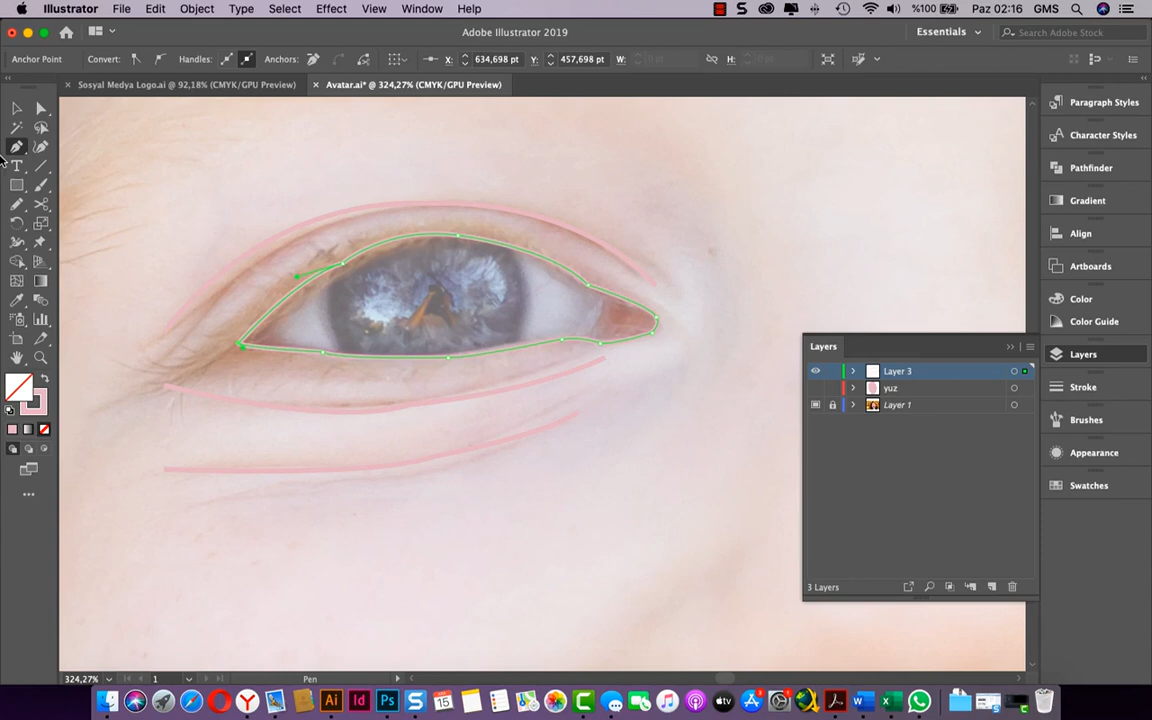 Illustrator File Edit Object Type Select Effect View Window Help %100 Paz 02:16 GMS
Adobe Illustrator 2019 Essentials Search Adobe Stock
Anchor Point Convert: Handles: Anchors: X: 634,698 pt Y: 457,698 pt W: 0 pt H: 0 pt
Sosyal Medya Logo.ai @ 92,18% (CMYK/GPU Preview) Avatar.ai* @ 324,27% (CMYK/GPU Preview)
Paragraph Styles
Character Styles
Pathfinder
Gradient
Align
Artboards
Color
Color Guide
Layers
Stroke
Brushes
Appearance
Swatches
Layers
Layer 3
yuz
Layer 1
3 Layers
324,27% 1 Pen